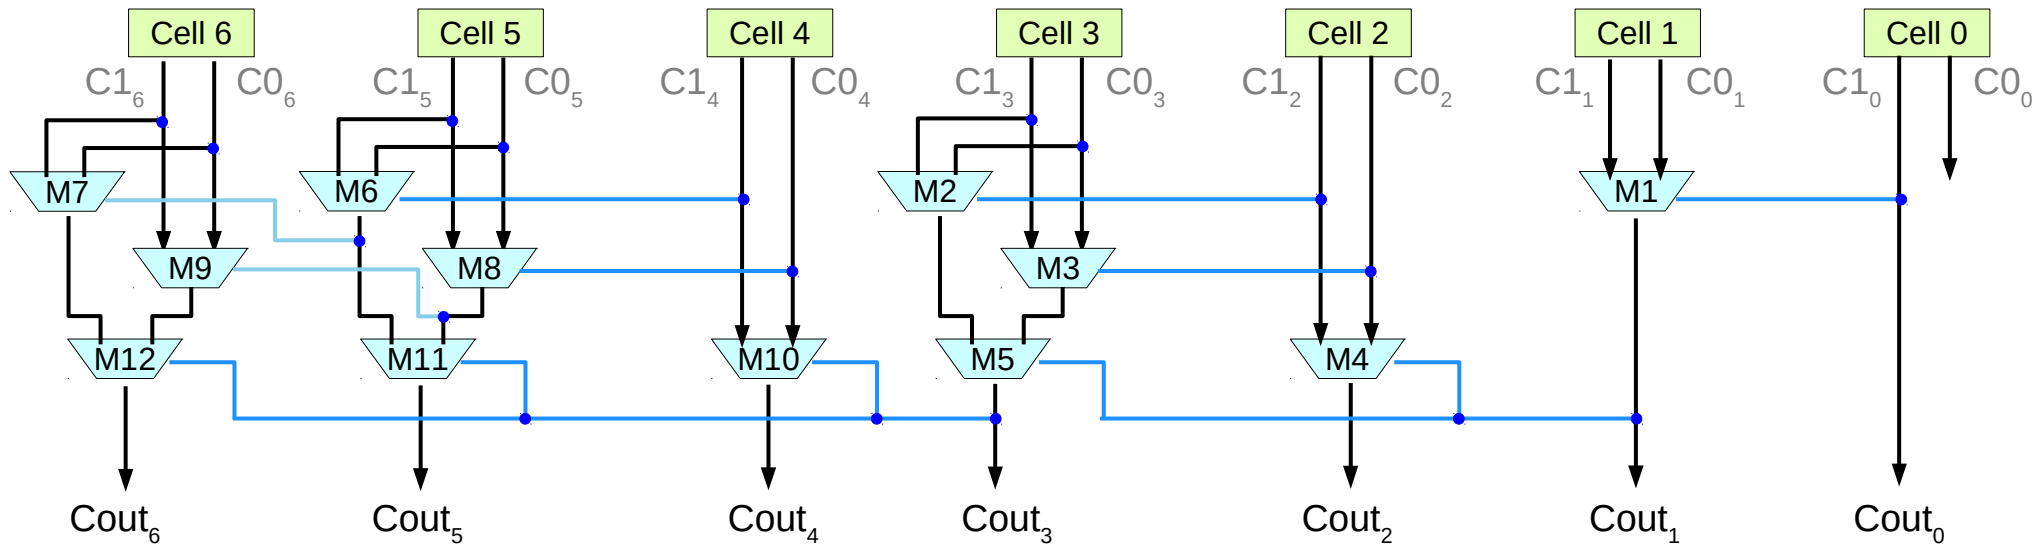 Cell 6 Cell 5 Cell 4 Cell 3 Cell 2 Cell 1 Cell 0
C1₆ C0₆ C1₅ C0₅ C1₄ C0₄ C1₃ C0₃ C1₂ C0₂ C1₁ C0₁ C1₀ C0₀
M7 M6 M2 M1
M9 M8 M3
M12 M11 M10 M5 M4
Cout₆ Cout₅ Cout₄ Cout₃ Cout₂ Cout₁ Cout₀